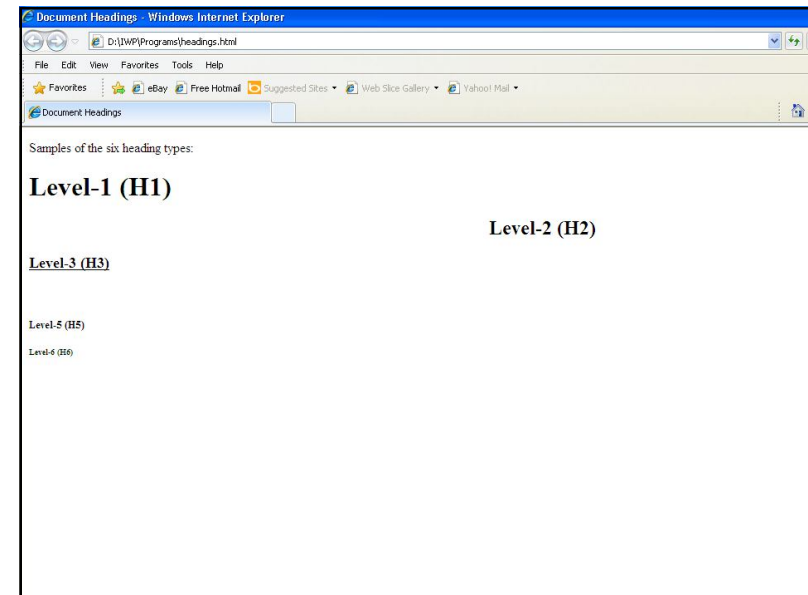 Document Headings - Windows Internet Explorer
D:\IWP\Programs\headings.html
File Edit View Favorites Tools Help
Favorites eBay Free Hotmail Suggested Sites Web Slice Gallery Yahoo! Mail
Document Headings
Samples of the six heading types:
Level-1 (H1)
Level-2 (H2)
Level-3 (H3)
Level-5 (H5)
Level-6 (H6)